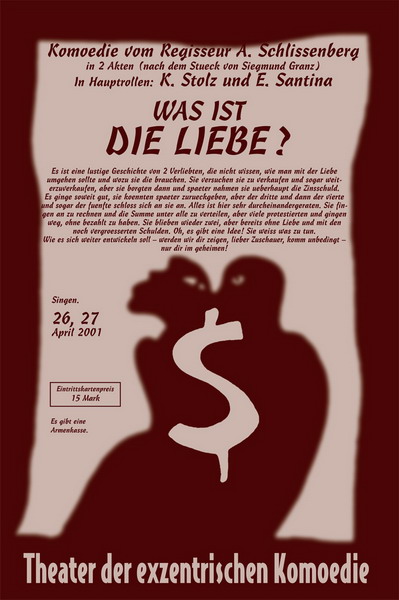 Komoedie vom Regisseur A. Schlissenberg
in 2 Akten (nach dem Stueck von Siegmund Granz)
In Hauptrollen: K. Stolz und E. Santina
WAS IST
DIE LIEBE?
Es ist eine lustige Geschichte von 2 Verliebten, die nicht wissen, wie man mit der Liebe
umgehen sollte und wozu sie die brauchen. Sie versuchen sie zu verkaufen und sogar weit-
erzuverkaufen, aber sie borgten dann und spaeter nahmen sie ueberhaupt die Zinsschuld.
Es ginge soweit gut, sie koennten spaeter zurueckgeben, aber der dritte und dann der vierte
und sogar der fuenfte schloss sich an sie an. Alles ist hier sehr durcheinandergeraten. Sie fin-
gen an zu rechnen und die Summe unter alle zu verteilen, aber viele protestierten und gingen
weg, ohne bezahlt zu haben. Sie blieben wieder zwei, aber bereits ohne Liebe und mit den
noch vergroesserten Schulden. Oh, es gibt eine Idee! Sie weiss was zu tun.
Wie es sich weiter entwickeln soll – werden wir dir zeigen, lieber Zuschauer, komm unbedingt –
nur dir im geheimen!
Singen.
26, 27
April 2001
Eintrittskartenpreis
15 Mark
Es gibt eine
Armenkasse.
$
Theater der exzentrischen Komoedie